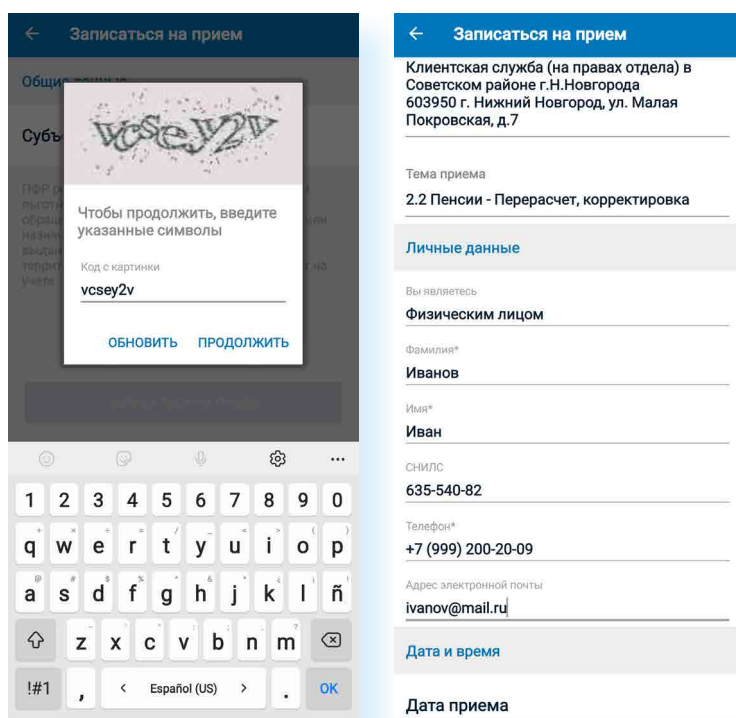 Записаться на прием
Общие данные
Субъ
vcsey2v
Чтобы продолжить, введите
указанные символы
Код с картинки
vcsey2v
ОБНОВИТЬ ПРОДОЛЖИТЬ
1 2 3 4 5 6 7 8 9 0
q w e r t y u i o p
a s d f g h j k l ñ
z x c v b n m
!#1 , < Español (US) > . OK
Записаться на прием
Клиентская служба (на правах отдела) в
Советском районе г.Н.Новгорода
603950 г. Нижний Новгород, ул. Малая
Покровская, д.7
Тема приема
2.2 Пенсии - Перерасчет, корректировка
Личные данные
Вы являетесь
Физическим лицом
Фамилия*
Иванов
Имя*
Иван
СНИЛС
635-540-82
Телефон*
+7 (999) 200-20-09
Адрес электронной почты
ivanov@mail.ru
Дата и время
Дата приема